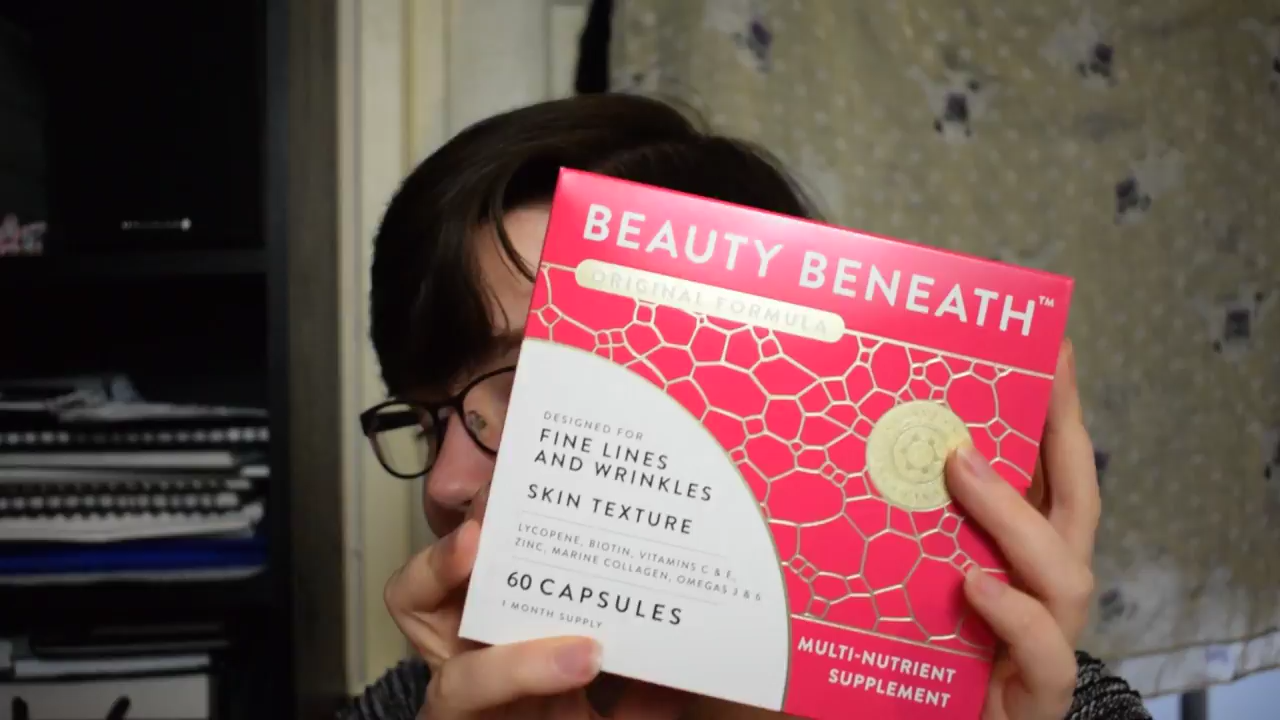 BEAUTY BENEATH™
ORIGINAL FORMULA
DESIGNED FOR
FINE LINES
AND WRINKLES
SKIN TEXTURE
LYCOPENE, BIOTIN, VITAMINS C & E,
ZINC, MARINE COLLAGEN, OMEGAS 3 & 6
60 CAPSULES
1 MONTH SUPPLY
MULTI-NUTRIENT
SUPPLEMENT